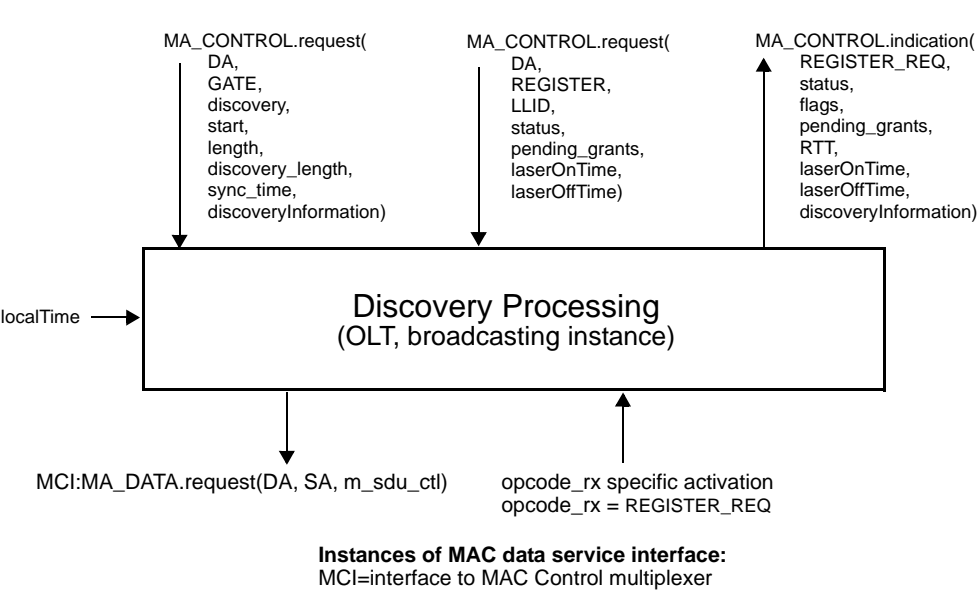 MA_CONTROL.request(
DA,
GATE,
discovery,
start,
length,
discovery_length,
sync_time,
discoveryInformation)
MA_CONTROL.request(
DA,
REGISTER,
LLID,
status,
pending_grants,
laserOnTime,
laserOffTime)
MA_CONTROL.indication(
REGISTER_REQ,
status,
flags,
pending_grants,
RTT,
laserOnTime,
laserOffTime,
discoveryInformation)
localTime
Discovery Processing
(OLT, broadcasting instance)
MCI:MA_DATA.request(DA, SA, m_sdu_ctl)
opcode_rx specific activation
opcode_rx = REGISTER_REQ
Instances of MAC data service interface:
MCI=interface to MAC Control multiplexer